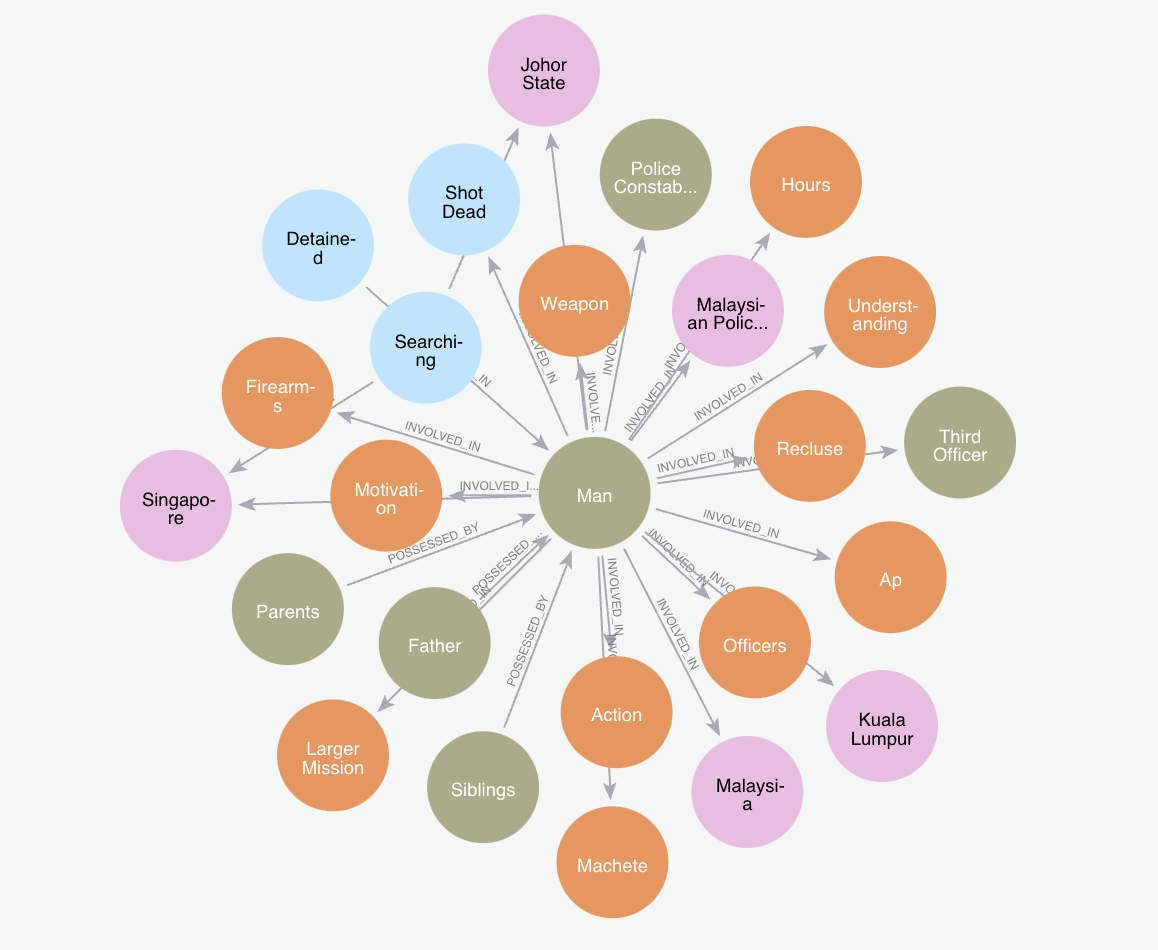 Johor
State
Police
Constab...
Hours
Shot
Dead
Detaine-
d
Weapon
Malaysi-
an Polic...
Underst-
anding
Searchi-
ng
Firearm-
s
Third
Officer
Recluse
Man
Motivati-
on
Singapo-
re
Ap
Parents
Father
Officers
Action
Kuala
Lumpur
Larger
Mission
Siblings
Malaysi-
a
Machete
INVOLVED_IN
INVOLVE...
INVOLVED_IN
INVOLVED_IN
INVOLVED_IN
INVOLVED_I...
INVOLVED_IN
INVOLVED_IN
INVOLVED_IN
INVOLVED_IN
INVOLVED_IN
POSSESSED_BY
POSSESSED_...
POSSESSED_BY